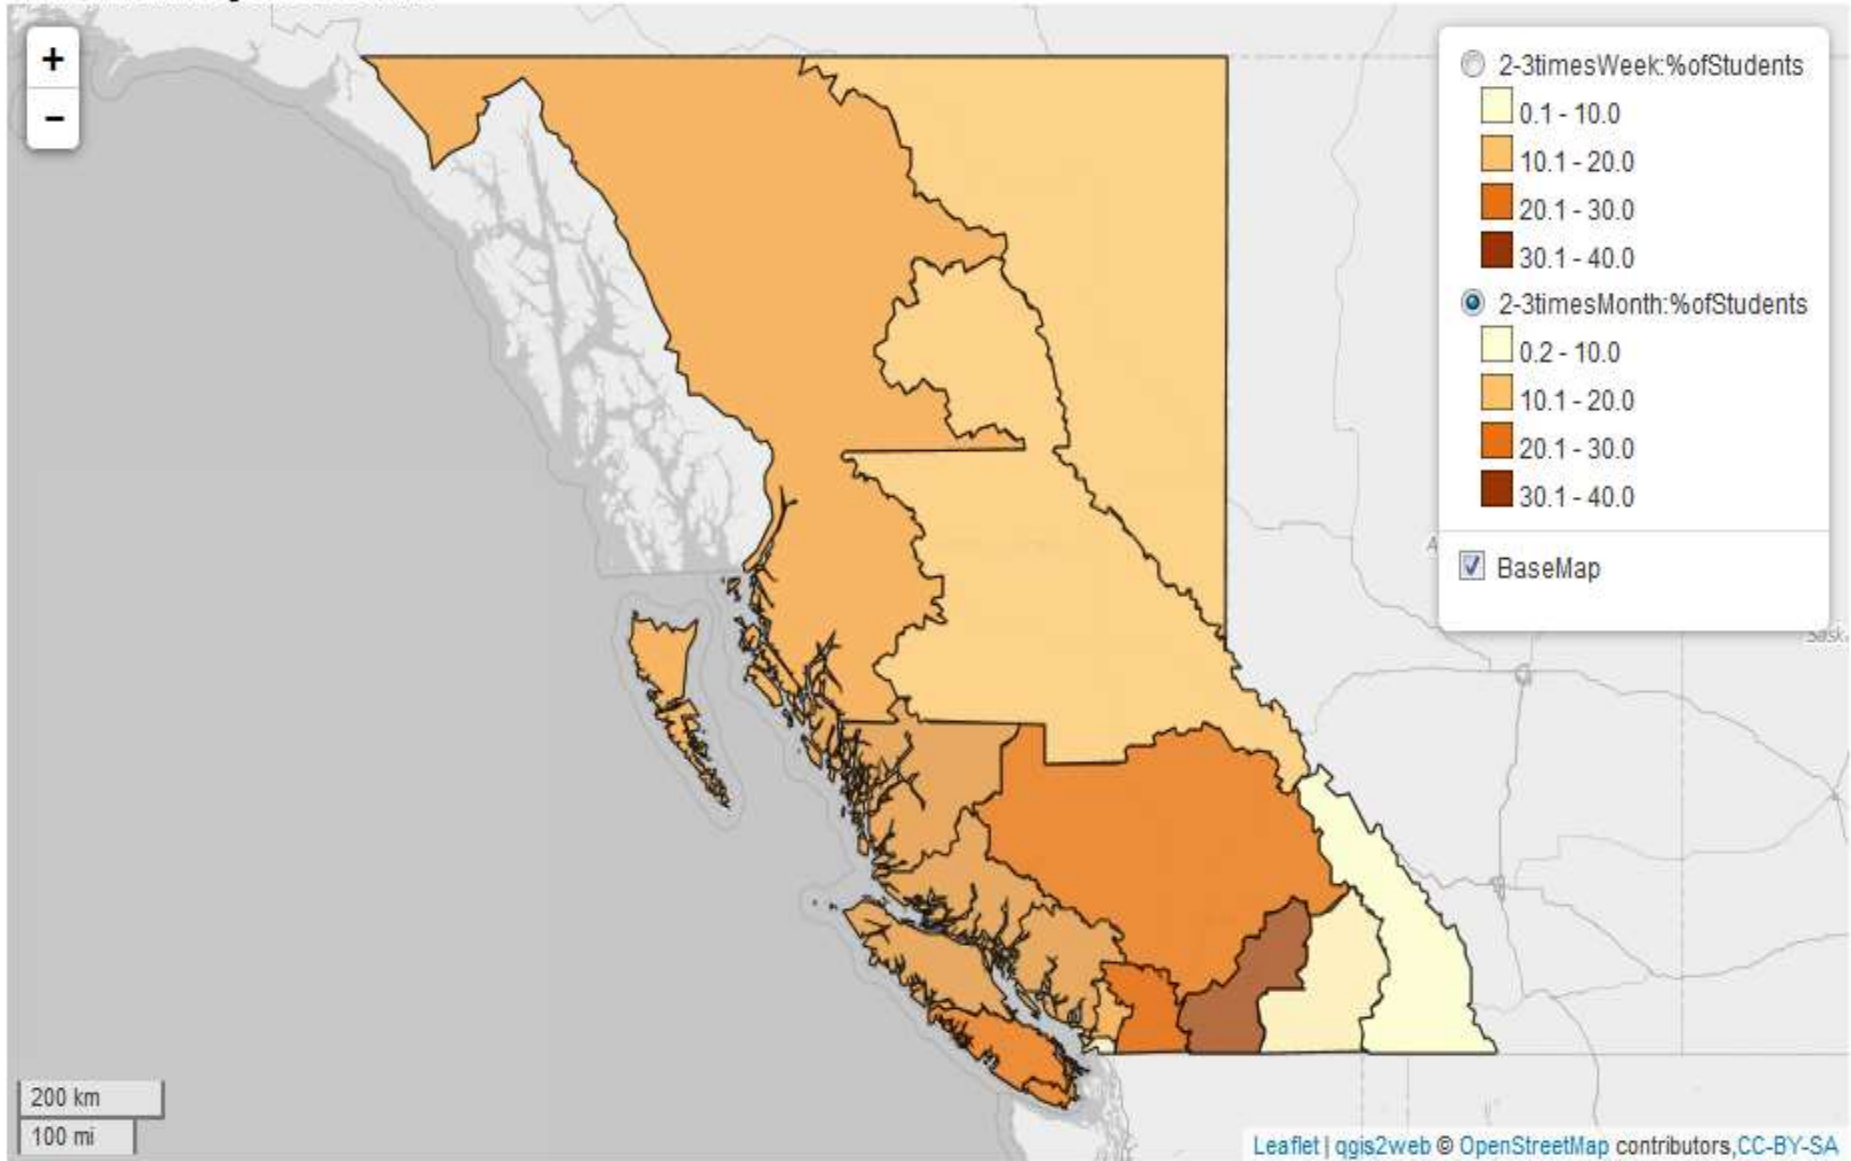 +
-
2-3timesWeek:%ofStudents
0.1 - 10.0
10.1 - 20.0
20.1 - 30.0
30.1 - 40.0
2-3timesMonth:%ofStudents
0.2 - 10.0
10.1 - 20.0
20.1 - 30.0
30.1 - 40.0
BaseMap
200 km
100 mi
Leaflet | qgis2web © OpenStreetMap contributors,CC-BY-SA